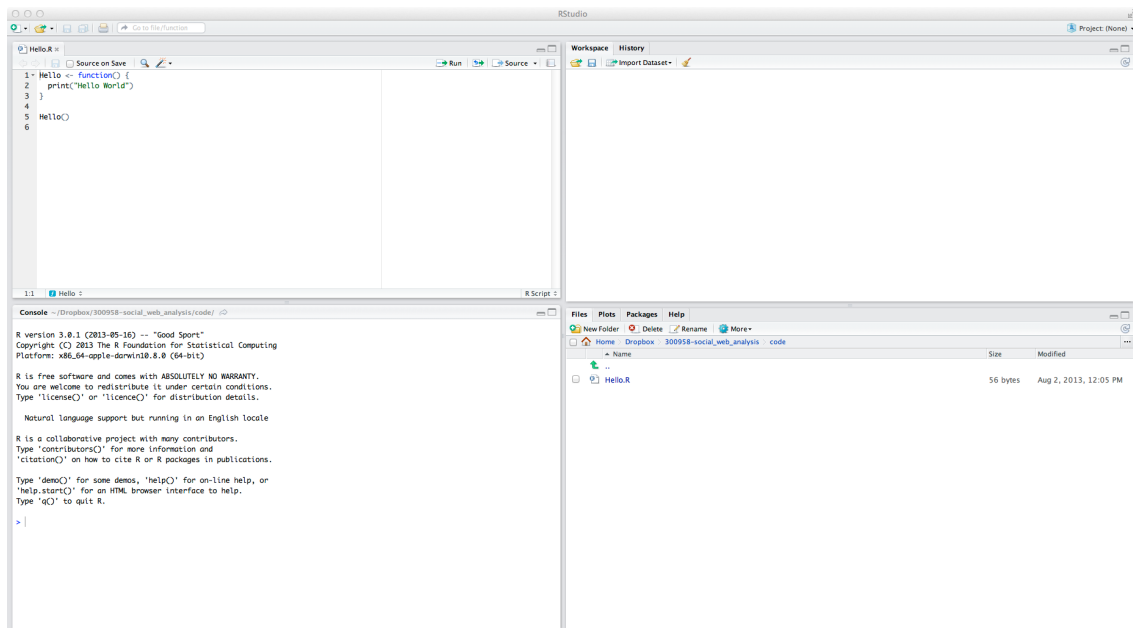 RStudio
Go to file/function
Project: (None)
Hello.R
Source on Save
Run
Source
1 Hello <- function() {
2   print("Hello World")
3 }
4
5 Hello()
6
1:1 Hello
R Script
Workspace History
Import Dataset
Console ~/Dropbox/300958-social_web_analysis/code/
R version 3.0.1 (2013-05-16) -- "Good Sport"
Copyright (C) 2013 The R Foundation for Statistical Computing
Platform: x86_64-apple-darwin10.8.0 (64-bit)
R is free software and comes with ABSOLUTELY NO WARRANTY.
You are welcome to redistribute it under certain conditions.
Type 'license()' or 'licence()' for distribution details.
Natural language support but running in an English locale
R is a collaborative project with many contributors.
Type 'contributors()' for more information and
'citation()' on how to cite R or R packages in publications.
Type 'demo()' for some demos, 'help()' for on-line help, or
'help.start()' for an HTML browser interface to help.
Type 'q()' to quit R.
>
Files Plots Packages Help
New Folder Delete Rename More
Home Dropbox 300958-social_web_analysis code
Name Size Modified
..
Hello.R 56 bytes Aug 2, 2013, 12:05 PM